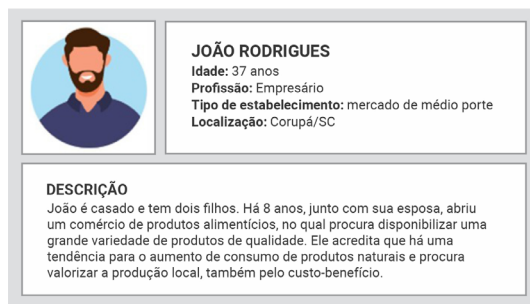 JOÃO RODRIGUES
Idade: 37 anos
Profissão: Empresário
Tipo de estabelecimento: mercado de médio porte
Localização: Corupá/SC
DESCRIÇÃO
João é casado e tem dois filhos. Há 8 anos, junto com sua esposa, abriu
um comércio de produtos alimentícios, no qual procura disponibilizar uma
grande variedade de produtos de qualidade. Ele acredita que há uma
tendência para o aumento de consumo de produtos naturais e procura
valorizar a produção local, também pelo custo-benefício.